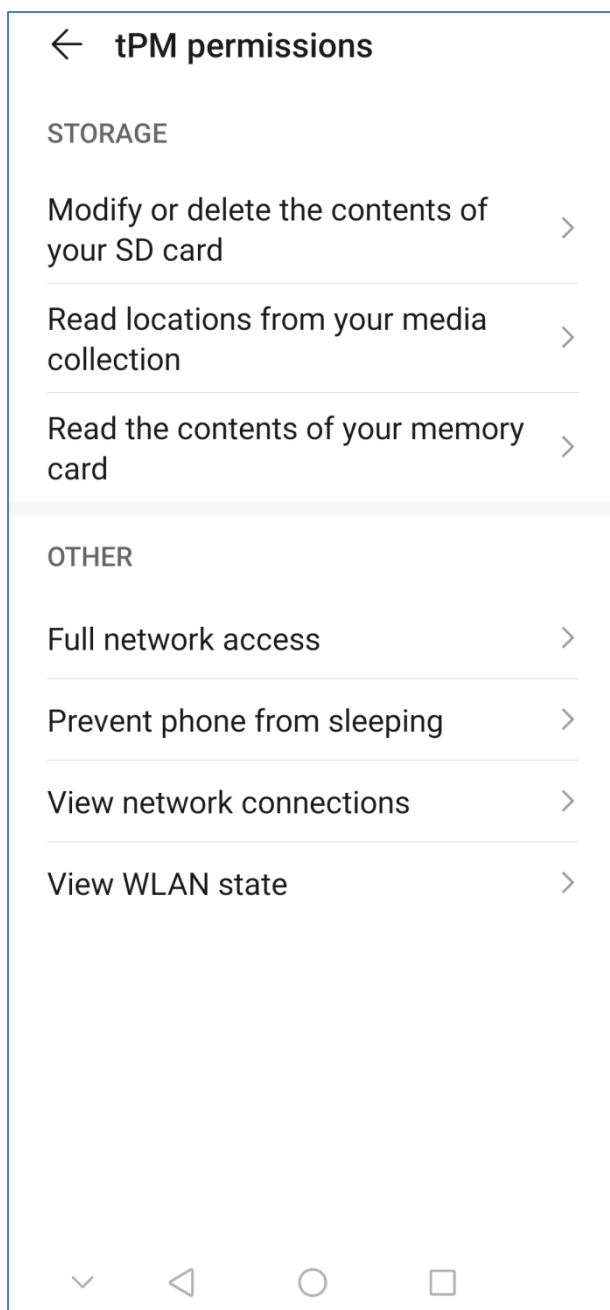 tPM permissions
STORAGE
Modify or delete the contents of
your SD card
Read locations from your media
collection
Read the contents of your memory
card
OTHER
Full network access
Prevent phone from sleeping
View network connections
View WLAN state